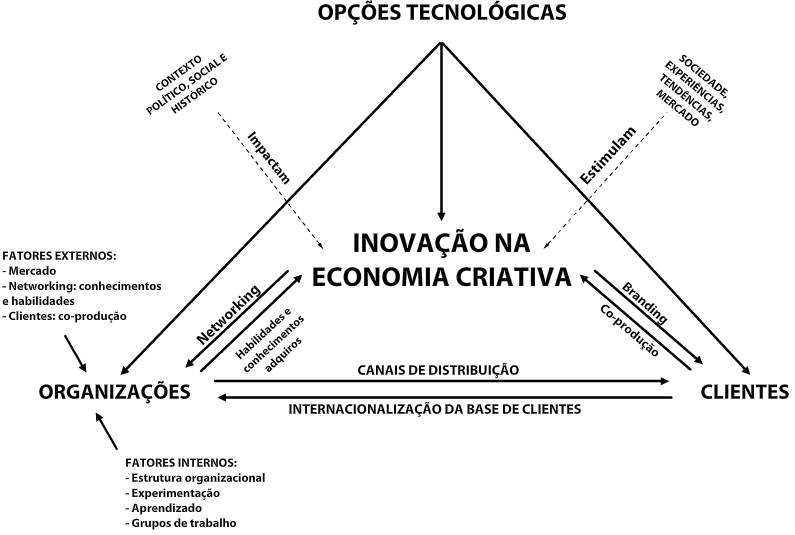 OPÇÕES TECNOLÓGICAS
CONTEXTO
POLÍTICO, SOCIAL E
HISTÓRICO
SOCIEDADE,
EXPERIÊNCIAS,
TENDÊNCIAS,
MERCADO
Impactam
Estimulam
INOVAÇÃO NA
ECONOMIA CRIATIVA
FATORES EXTERNOS:
- Mercado
- Networking: conhecimentos
e habilidades
- Clientes: co-produção
Networking
Habilidades e
conhecimentos
adquiros
Branding
Co-produção
CANAIS DE DISTRIBUIÇÃO
ORGANIZAÇÕES
CLIENTES
INTERNACIONALIZAÇÃO DA BASE DE CLIENTES
FATORES INTERNOS:
- Estrutura organizacional
- Experimentação
- Aprendizado
- Grupos de trabalho